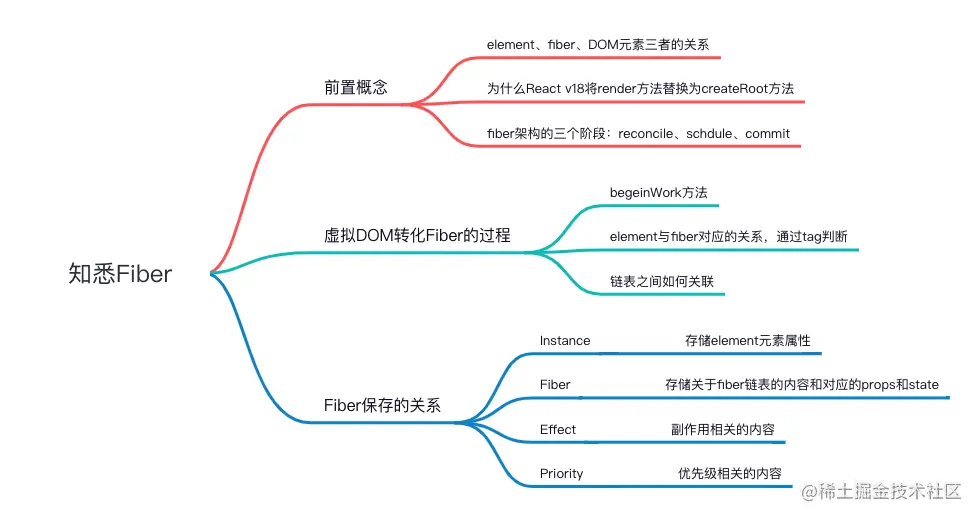 知悉Fiber
前置概念
element、fiber、DOM元素三者的关系
为什么React v18将render方法替换为createRoot方法
fiber架构的三个阶段：reconcile、schdule、commit
虚拟DOM转化Fiber的过程
begeinWork方法
element与fiber对应的关系，通过tag判断
链表之间如何关联
Fiber保存的关系
Instance 存储element元素属性
Fiber 存储关于fiber链表的内容和对应的props和state
Effect 副作用相关的内容
Priority 优先级相关的内容
@稀土掘金技术社区